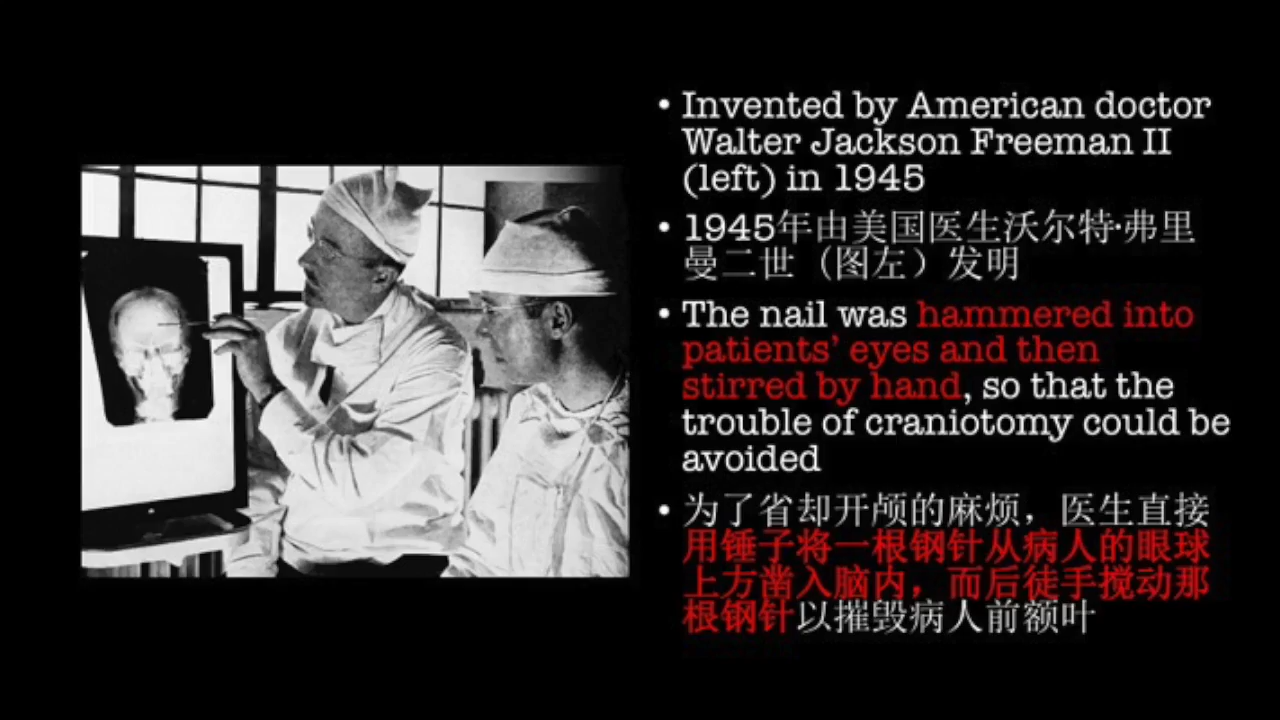 • Invented by American doctor
Walter Jackson Freeman II
(left) in 1945
• 1945年由美国医生沃尔特·弗里
曼二世（图左）发明
• The nail was hammered into
patients’ eyes and then
stirred by hand, so that the
trouble of craniotomy could be
avoided
• 为了省却开颅的麻烦，医生直接
用锤子将一根钢针从病人的眼球
上方凿入脑内，而后徒手搅动那
根钢针以摧毁病人前额叶